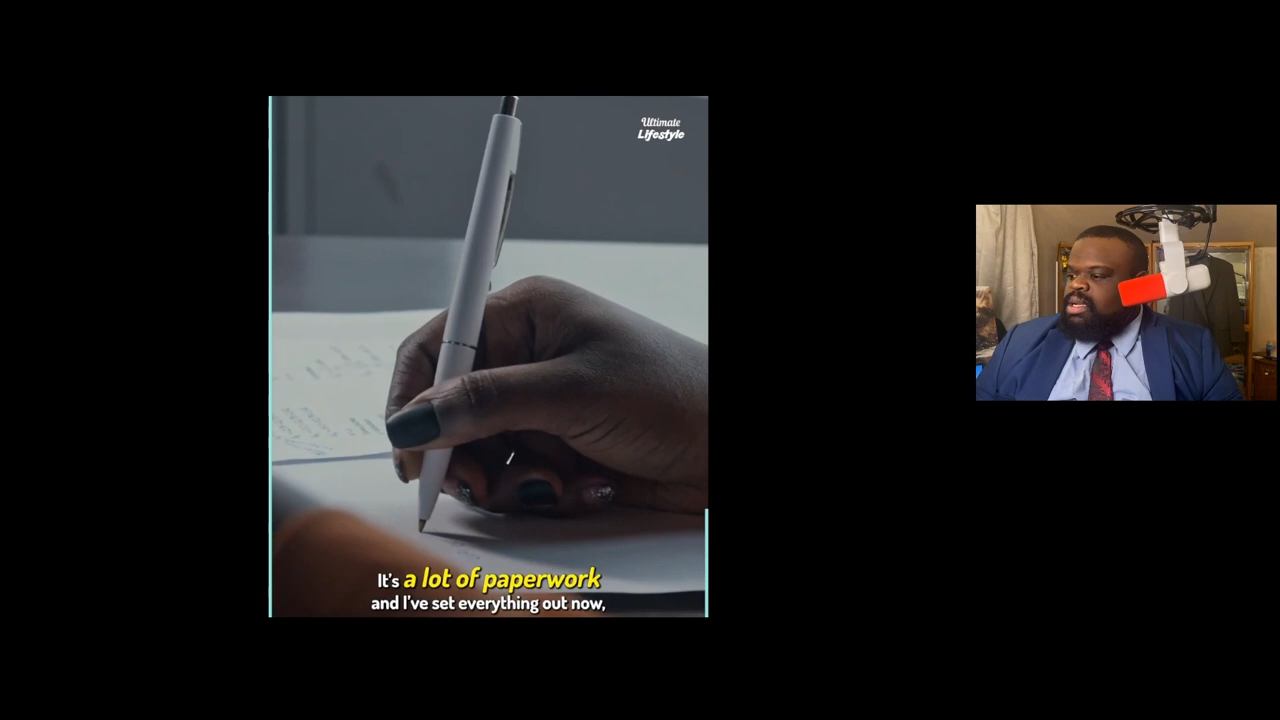 Ultimate
Lifestyle
It's a lot of paperwork
and I've set everything out now,